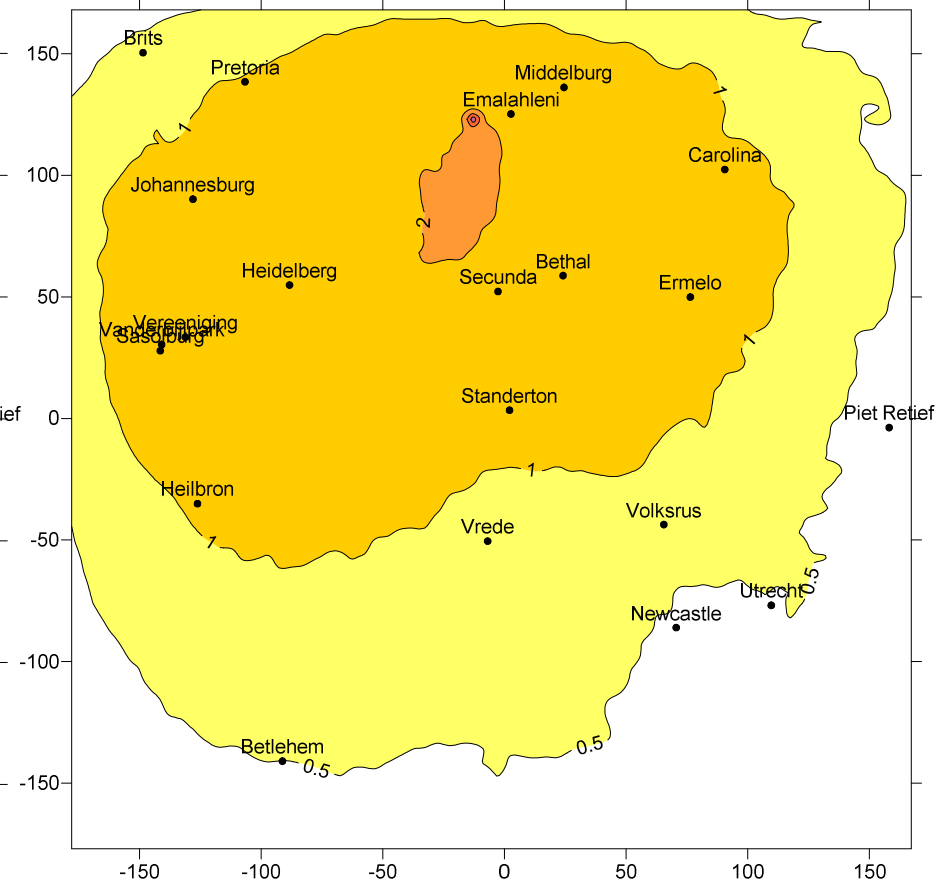 Brits
150
Pretoria
Middelburg
1
Emalahleni
1
Carolina
100
Johannesburg
2
Bethal
Heidelberg
Secunda
Ermelo
50
Vereeniging
Vanderbijlpark
Sasolburg
1
Standerton
ief
0
Piet Retief
1
Heilbron
Volksrus
Vrede
-50
1
0.5
Utrecht
Newcastle
-100
Betlehem
0.5
0.5
-150
-150
-100
-50
0
50
100
150